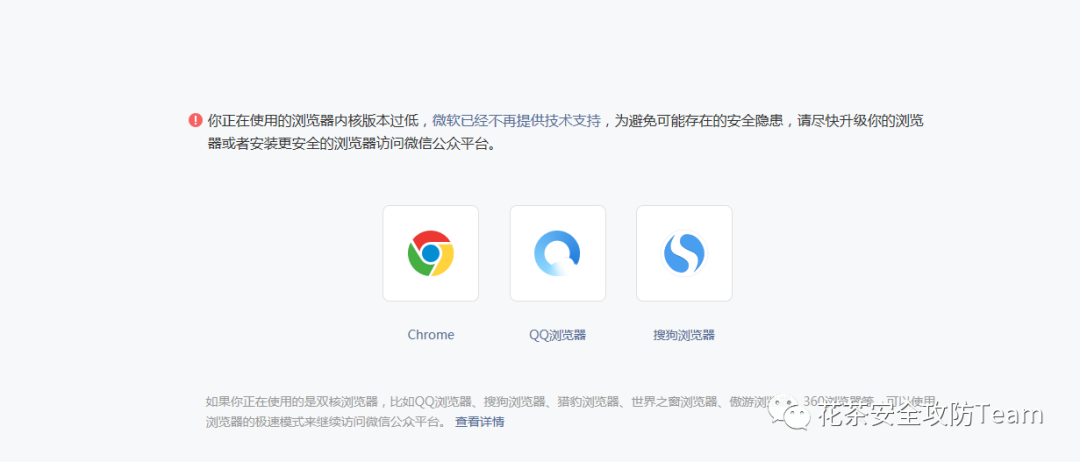 你正在使用的浏览器内核版本过低，微软已经不再提供技术支持，为避免可能存在的安全隐患，请尽快升级你的浏览
器或者安装更安全的浏览器访问微信公众平台。
Chrome
QQ浏览器
搜狗浏览器
如果你正在使用的是双核浏览器，比如QQ浏览器、搜狗浏览器、猎豹浏览器、世界之窗浏览器、傲游浏览器、360浏览器等，可以使用
浏览器的极速模式来继续访问微信公众平台。 查看详情
花茶安全攻防Team